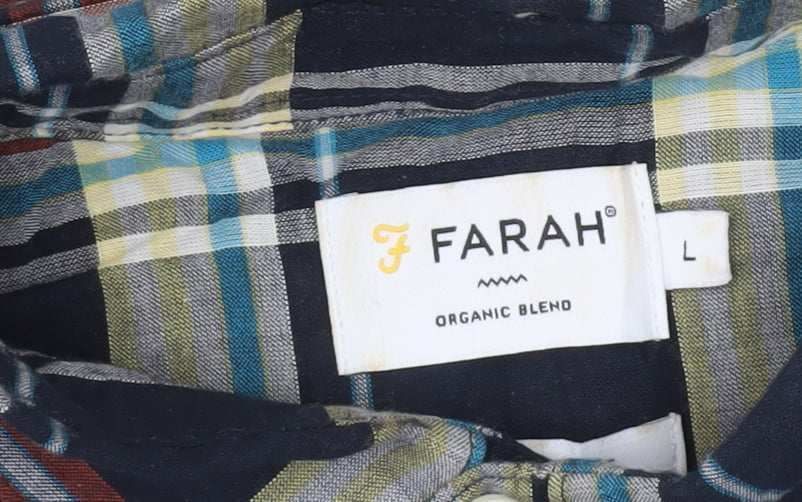 F FARAH®
ORGANIC BLEND
L